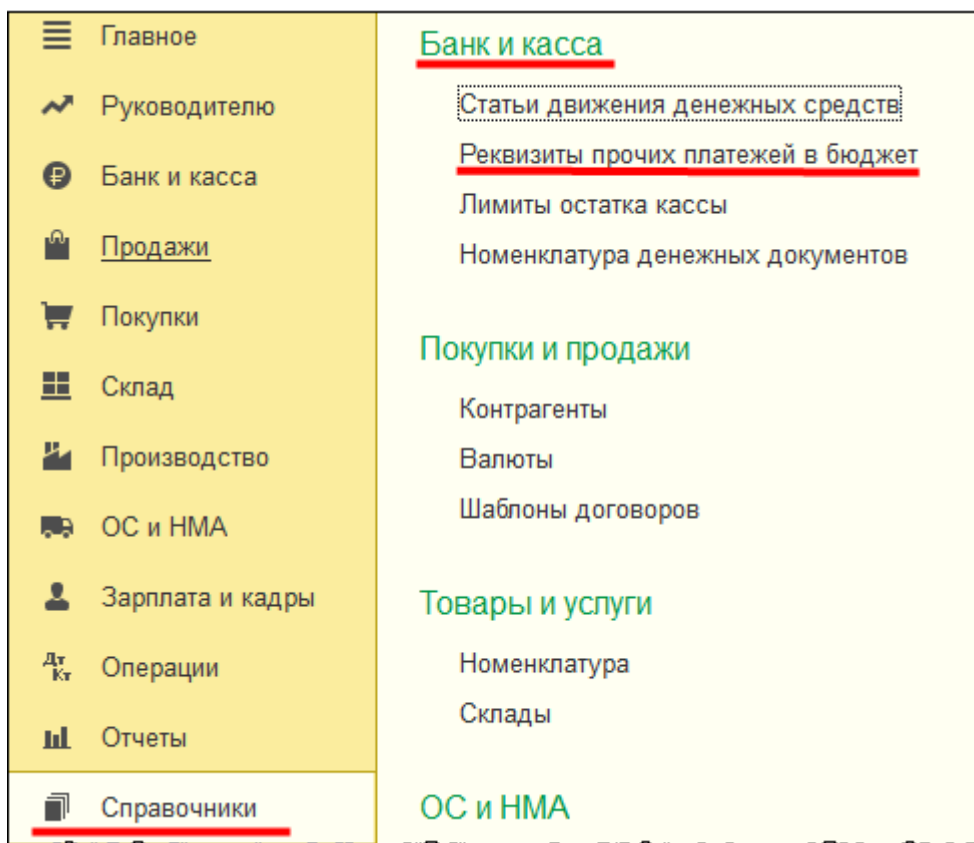 Главное
Руководителю
Банк и касса
Продажи
Покупки
Склад
Производство
ОС и НМА
Зарплата и кадры
Дт Кт Операции
Отчеты
Справочники
Банк и касса
Статьи движения денежных средств
Реквизиты прочих платежей в бюджет
Лимиты остатка кассы
Номенклатура денежных документов
Покупки и продажи
Контрагенты
Валюты
Шаблоны договоров
Товары и услуги
Номенклатура
Склады
ОС и НМА